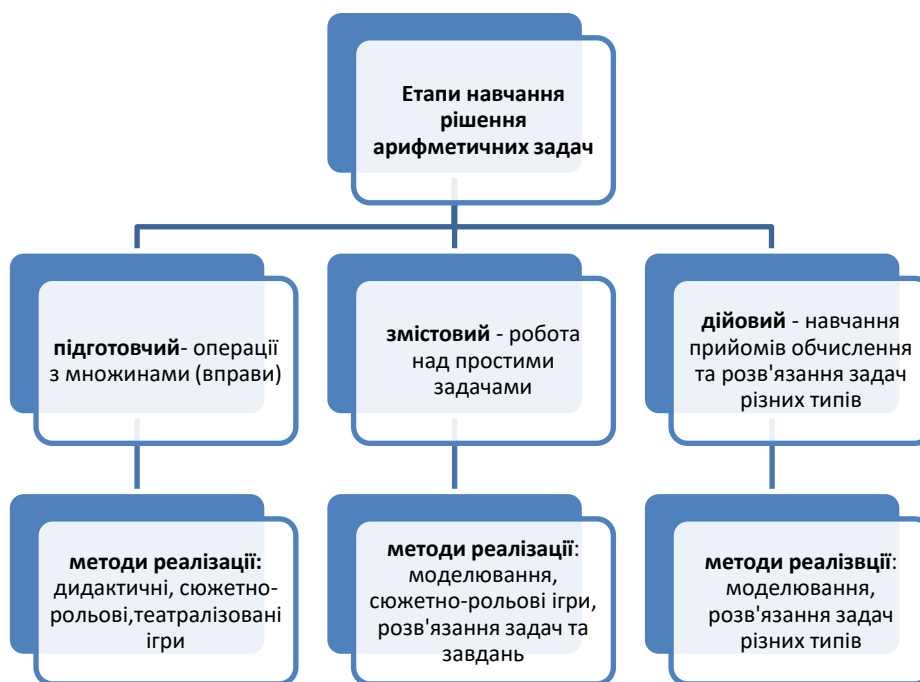 Етапи навчання
рішення
арифметичних задач
підготовчий- операції
з множинами (вправи)
змістовий - робота
над простими
задачами
дійовий - навчання
прийомів обчислення
та розв'язання задач
різних типів
методи реалізації:
дидактичні, сюжетно-
рольові,театралізовані
ігри
методи реалізації:
моделювання,
сюжетно-рольові ігри,
розв'язання задач та
завдань
методи реалізвції:
моделювання,
розв'язання задач
різних типів